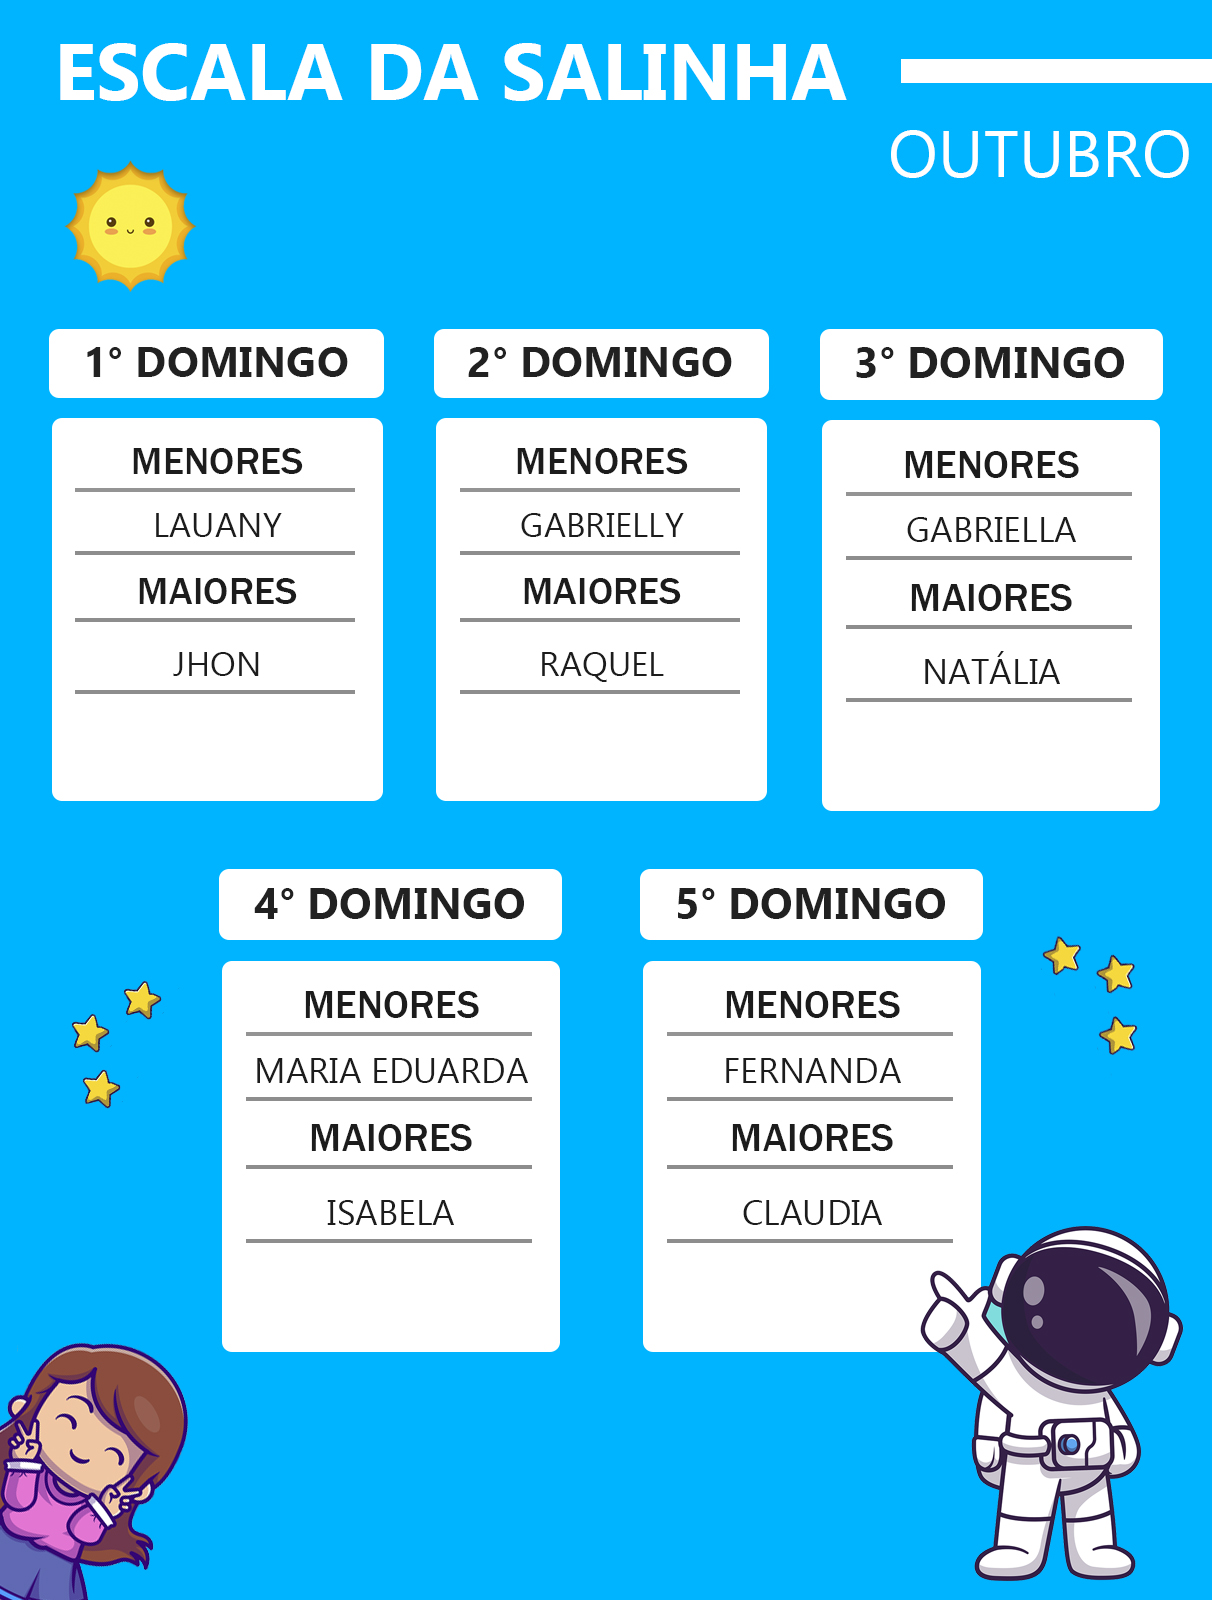 ESCALA DA SALINHA
OUTUBRO
1° DOMINGO
MENORES
LAUANY
MAIORES
JHON
2° DOMINGO
MENORES
GABRIELLY
MAIORES
RAQUEL
3° DOMINGO
MENORES
GABRIELLA
MAIORES
NATÁLIA
4° DOMINGO
MENORES
MARIA EDUARDA
MAIORES
ISABELA
5° DOMINGO
MENORES
FERNANDA
MAIORES
CLAUDIA